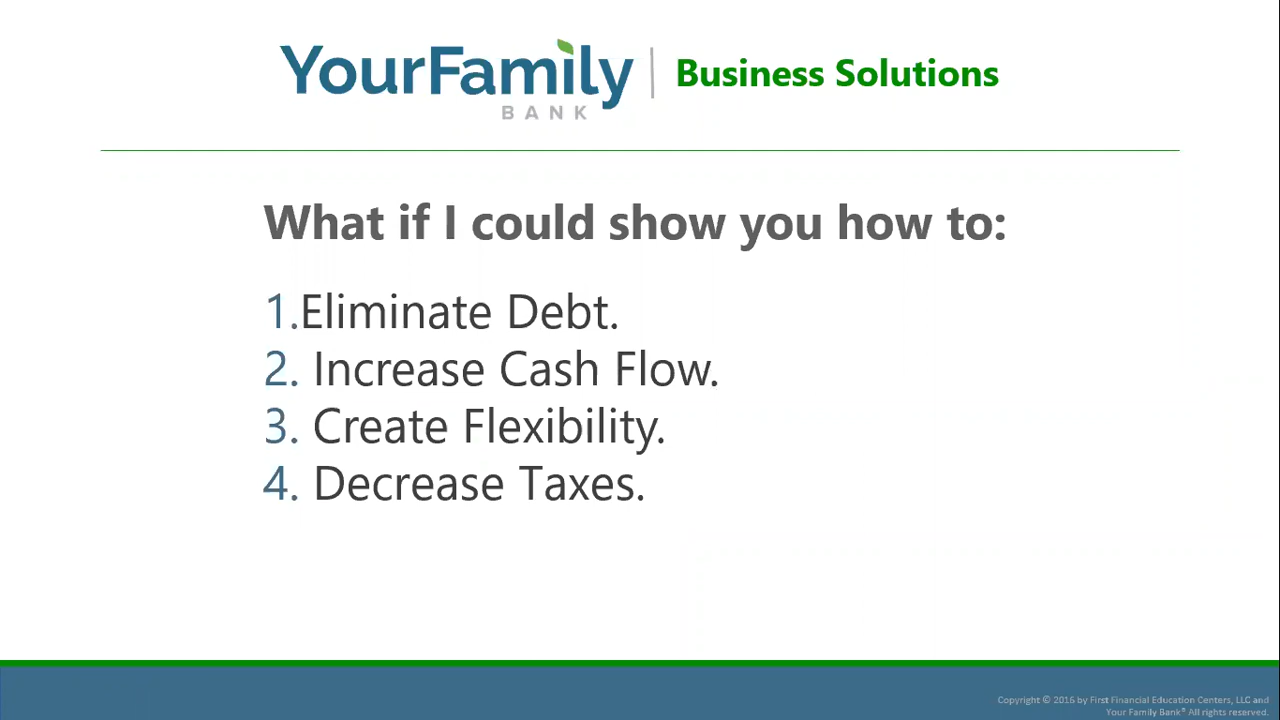 YourFamily
BANK
Business Solutions
What if I could show you how to:
1.Eliminate Debt.
2. Increase Cash Flow.
3. Create Flexibility.
4. Decrease Taxes.
Copyright © 2016 by First Financial Education Centers, LLC and
Your Family Bank® All rights reserved.